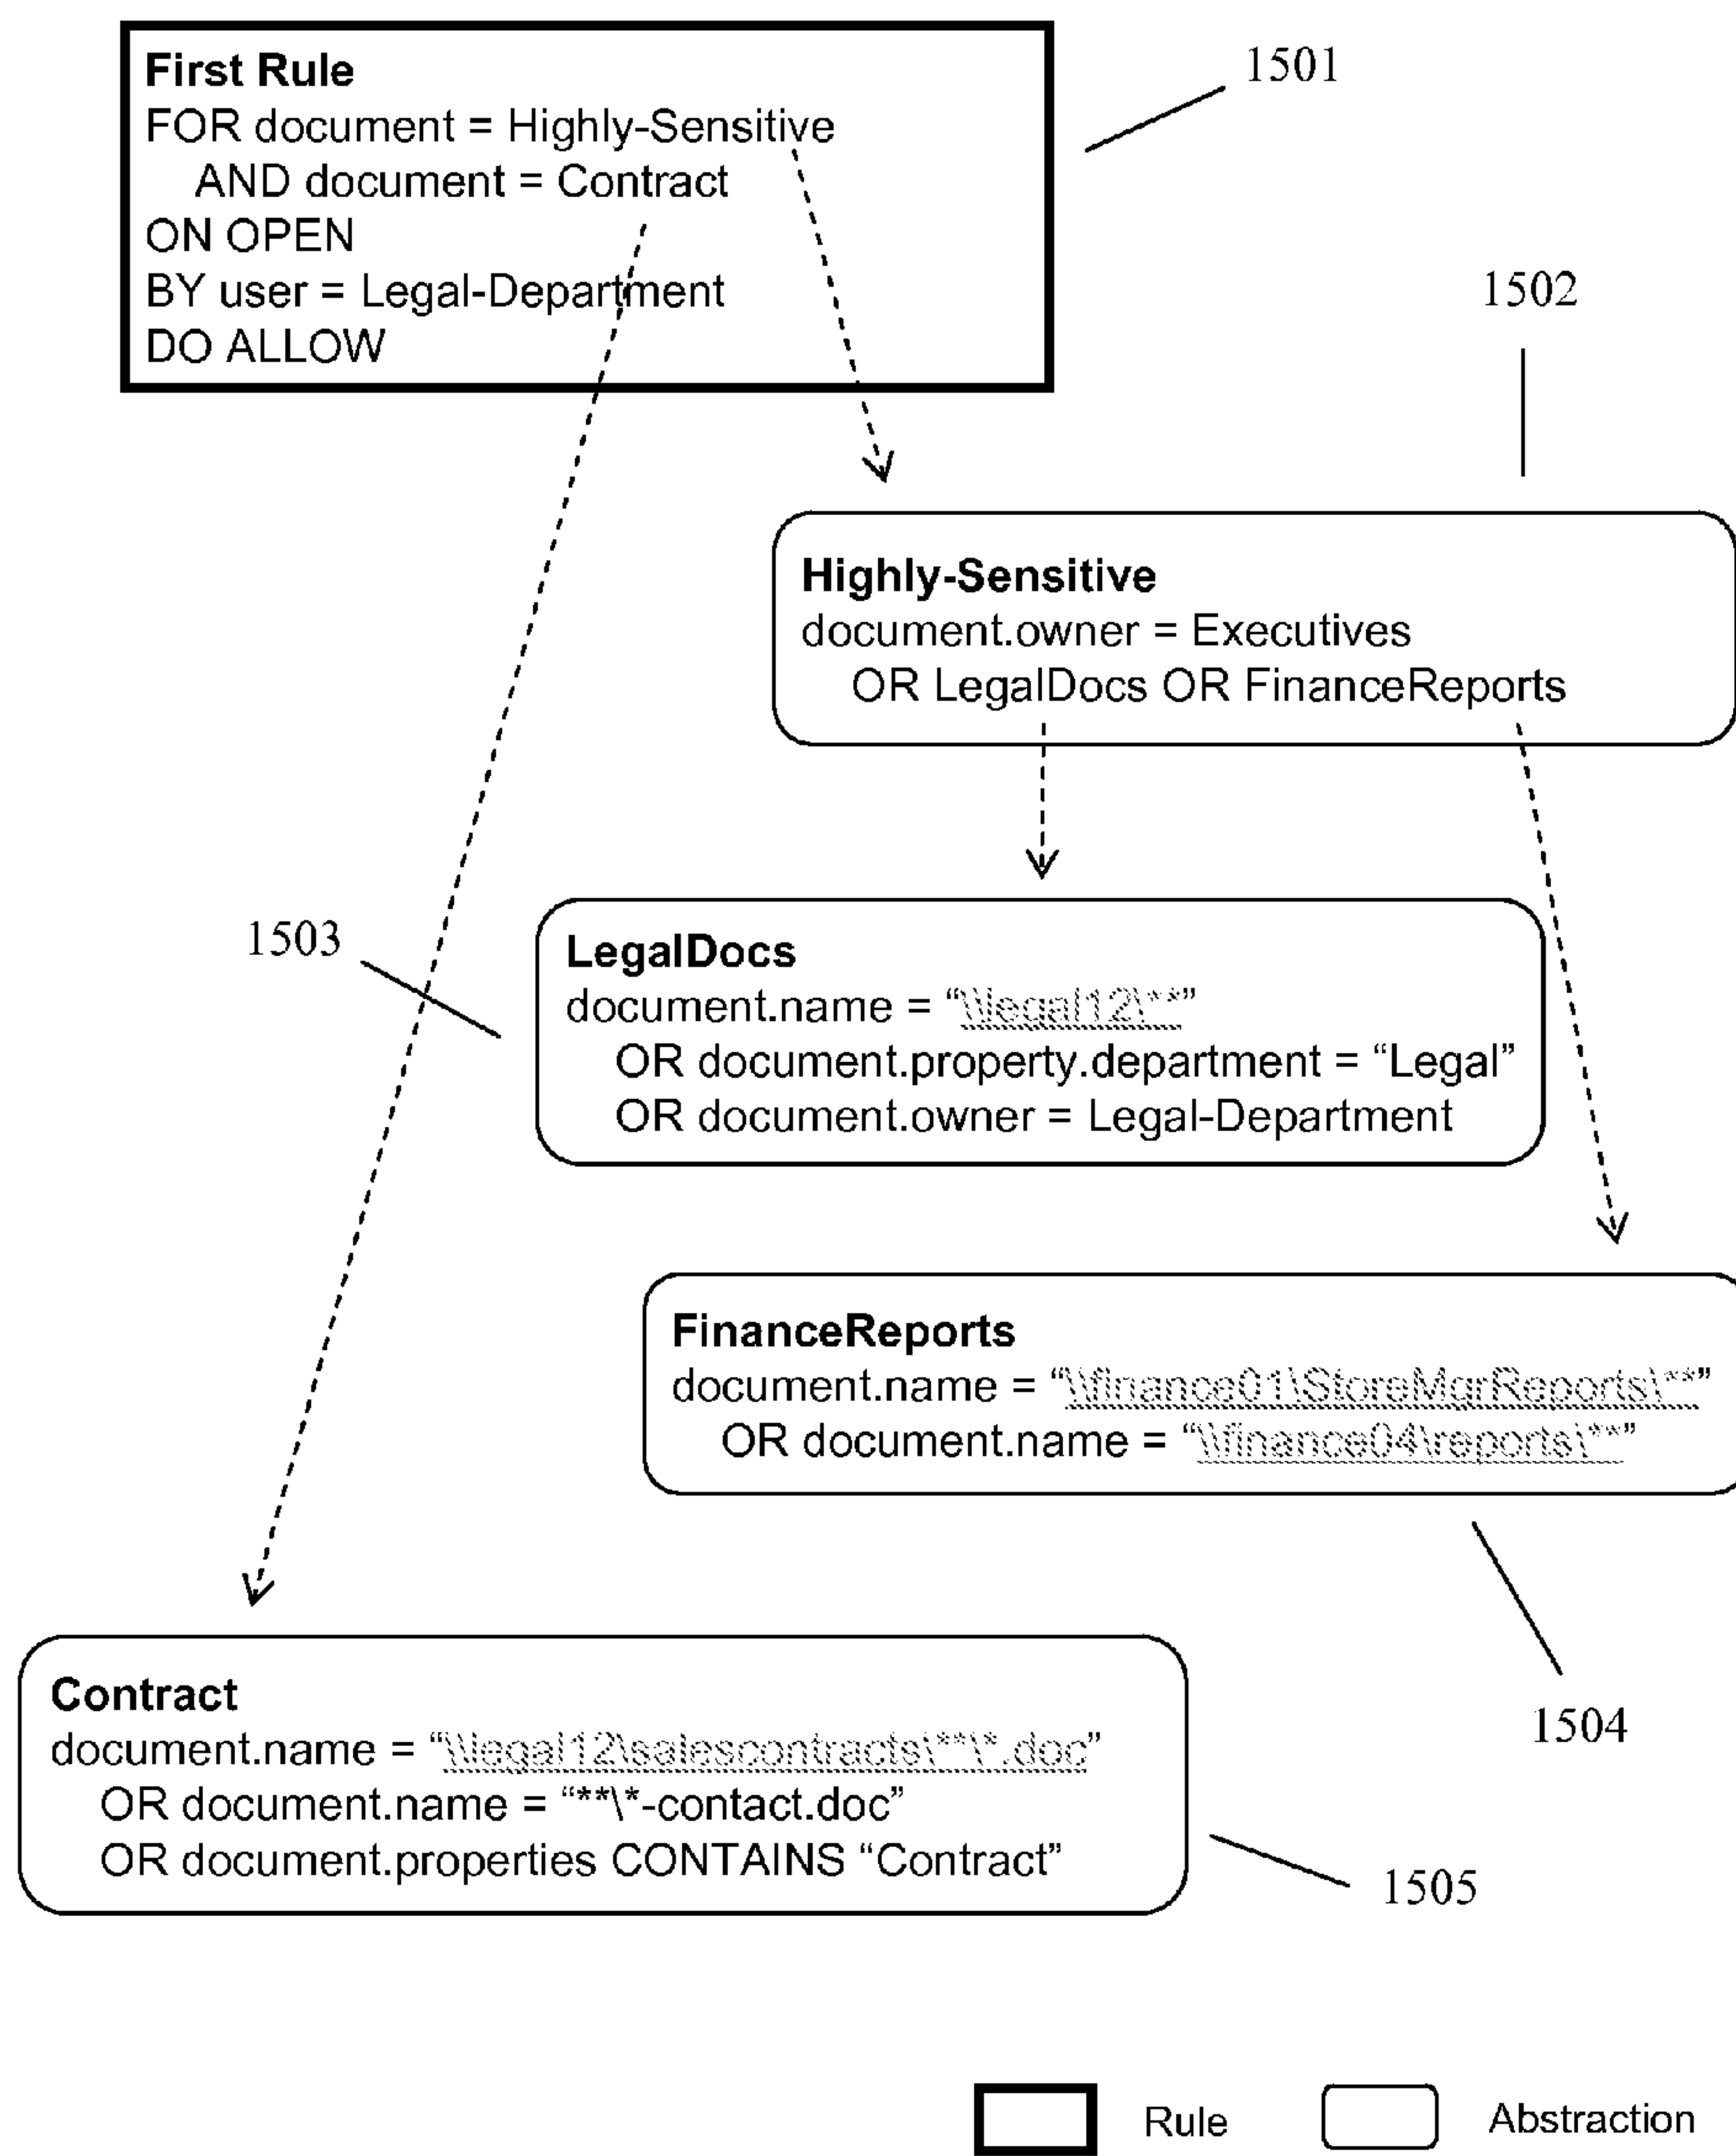 First Rule
FOR document = Highly-Sensitive
AND document = Contract
ON OPEN
BY user = Legal-Department
DO ALLOW
1501
1502
Highly-Sensitive
document.owner = Executives
OR LegalDocs OR FinanceReports
1503
LegalDocs
document.name = “\\legal12\**”
OR document.property.department = “Legal”
OR document.owner = Legal-Department
FinanceReports
document.name = “\\finance01\StoreMgrReports\**”
OR document.name = “\\finance04\reports\**”
1504
Contract
document.name = “\\legal12\salescontracts\**\*.doc”
OR document.name = “**\*-contact.doc”
OR document.properties CONTAINS “Contract”
1505
Rule
Abstraction